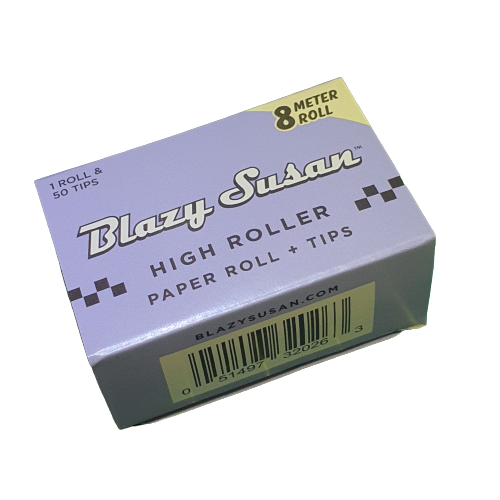 8 METER
ROLL
1 ROLL &
50 TIPS
Blazy Susan™
HIGH ROLLER
PAPER ROLL + TIPS
BLAZYSUSAN.COM
0 51497 32026 3